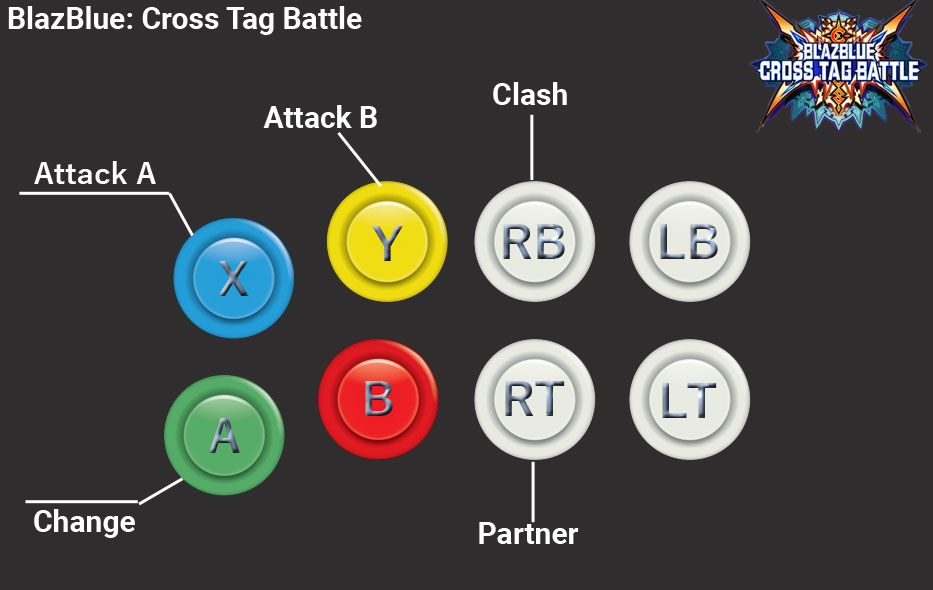 BlazBlue: Cross Tag Battle
BLAZBLUE
CROSS TAG BATTLE
Clash
Attack B
Attack A
X
Y
RB
LB
A
B
RT
LT
Change
Partner